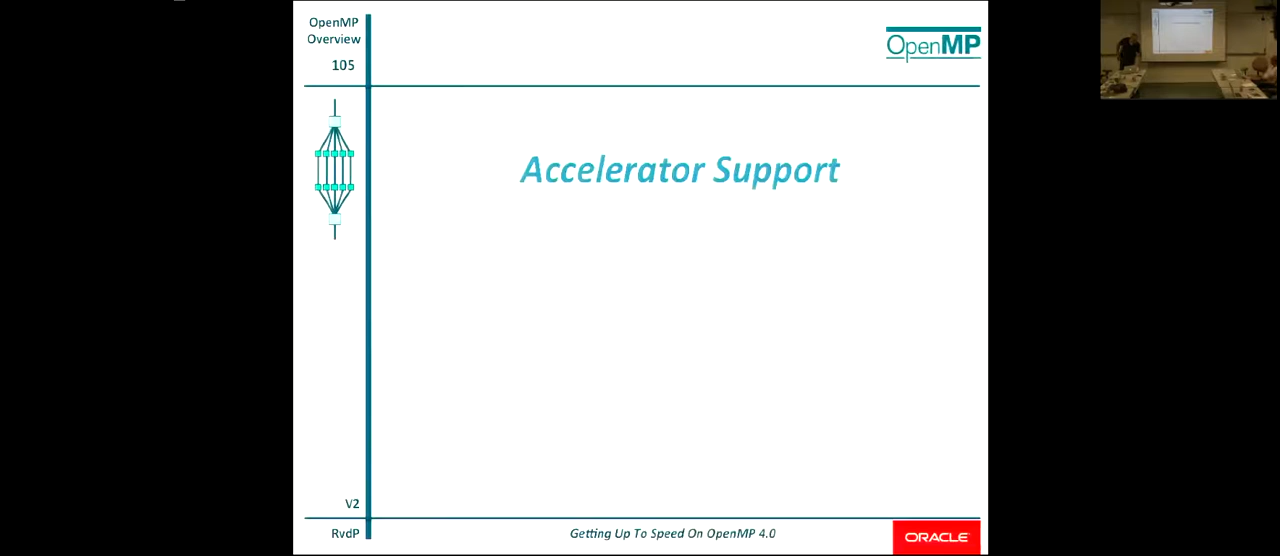 OpenMP
Overview
105
OpenMP
Accelerator Support
V2
RvdP
Getting Up To Speed On OpenMP 4.0
ORACLE